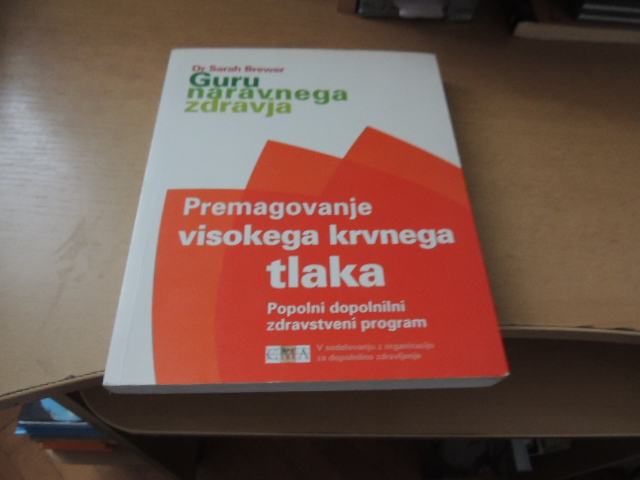 Dr Sarah Brewer
Guru
naravnega
zdravja
Premagovanje
visokega krvnega
tlaka
Popolni dopolnilni
zdravstveni program
CMA
V sodelovanju z organizacijo
za dopolnilno zdravljenje